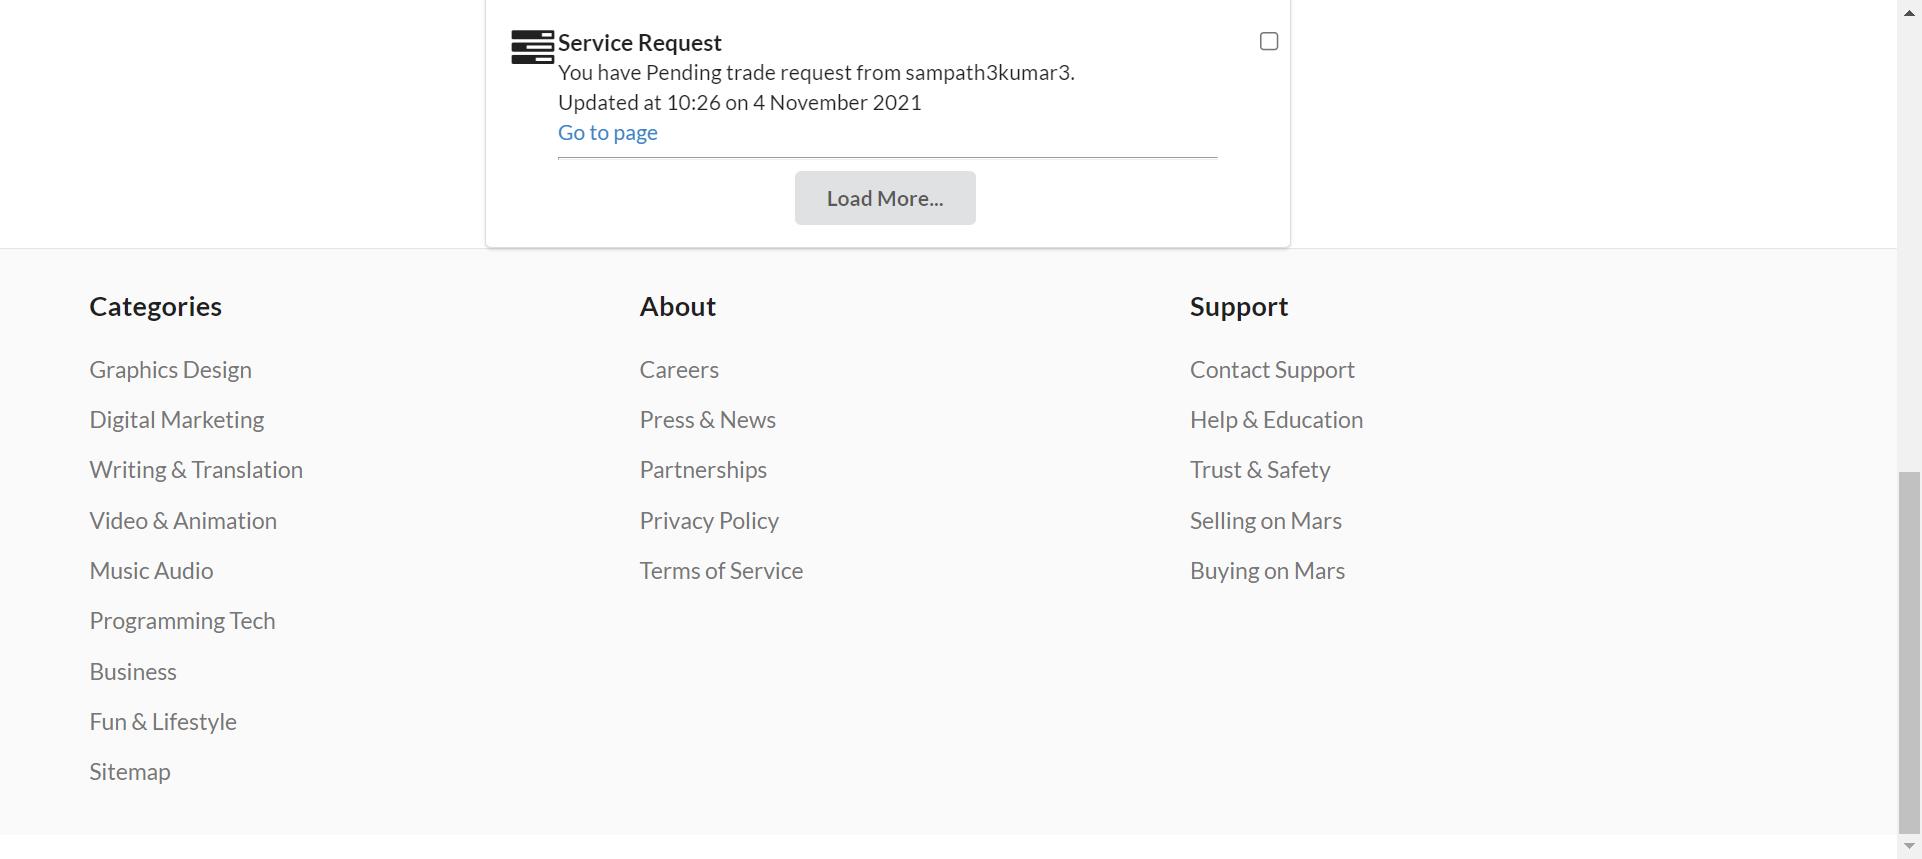 Service Request
You have Pending trade request from sampath3kumar3.
Updated at 10:26 on 4 November 2021
Go to page
Load More...
Categories
Graphics Design
Digital Marketing
Writing & Translation
Video & Animation
Music Audio
Programming Tech
Business
Fun & Lifestyle
Sitemap
About
Careers
Press & News
Partnerships
Privacy Policy
Terms of Service
Support
Contact Support
Help & Education
Trust & Safety
Selling on Mars
Buying on Mars